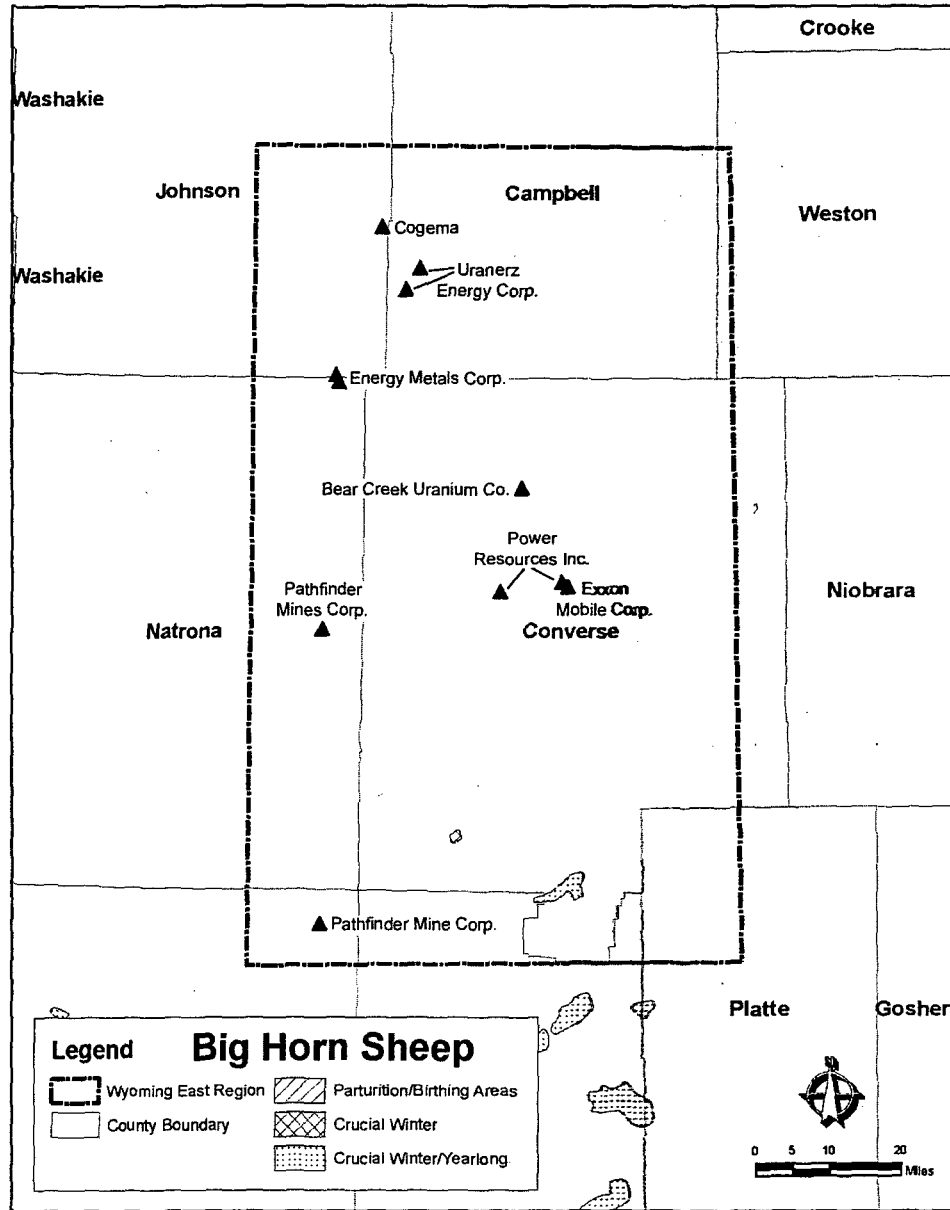 Crooke
Washakie
Johnson
Campbell
Weston
Cogema
Washakie
Uranerz
Energy Corp.
Energy Metals Corp.
Bear Creek Uranium Co.
Power
Resources Inc.
Pathfinder
Mines Corp.
Exxon
Mobile Corp.
Niobrara
Natrona
Converse
Pathfinder Mine Corp.
Platte
Gosher
Legend
Big Horn Sheep
Wyoming East Region
Parturition/Birthing Areas
County Boundary
Crucial Winter
Crucial Winter/Yearlong
0 5 10 20
Miles